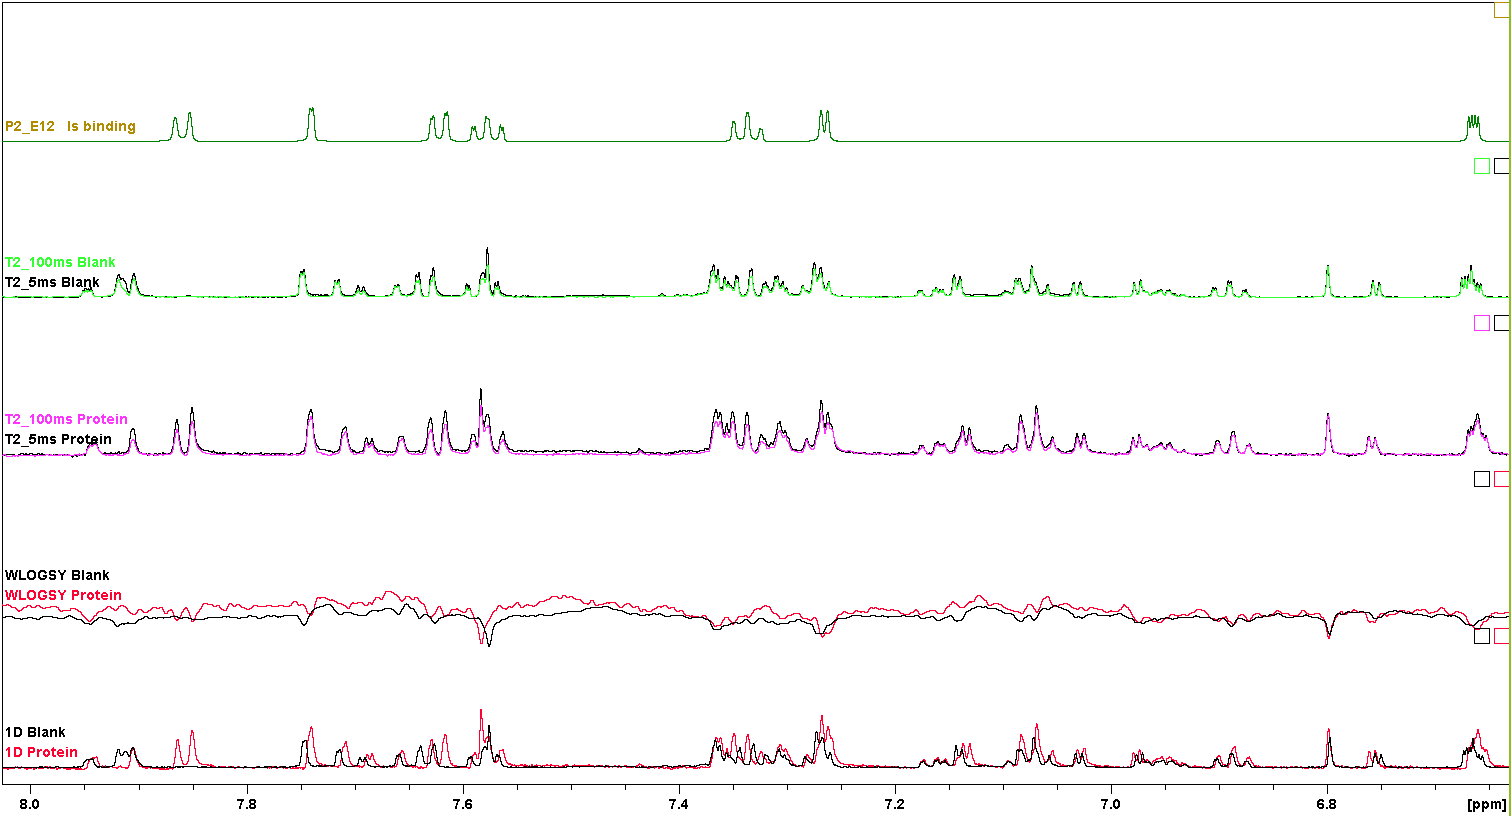 P2_E12 Is binding
T2_100ms Blank
T2_5ms Blank
T2_100ms Protein
T2_5ms Protein
WLOGSY Blank
WLOGSY Protein
1D Blank
1D Protein
8.0 7.8 7.6 7.4 7.2 7.0 6.8 [ppm]